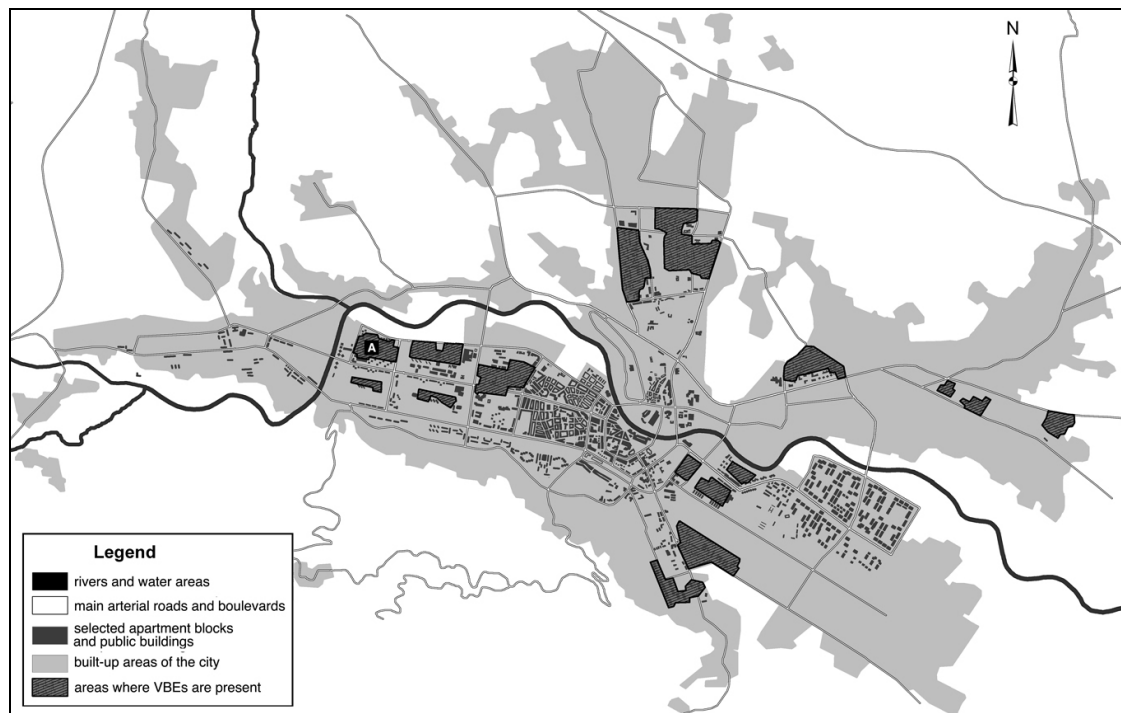 N
A
Legend
rivers and water areas
main arterial roads and boulevards
selected apartment blocks
and public buildings
built-up areas of the city
areas where VBEs are present